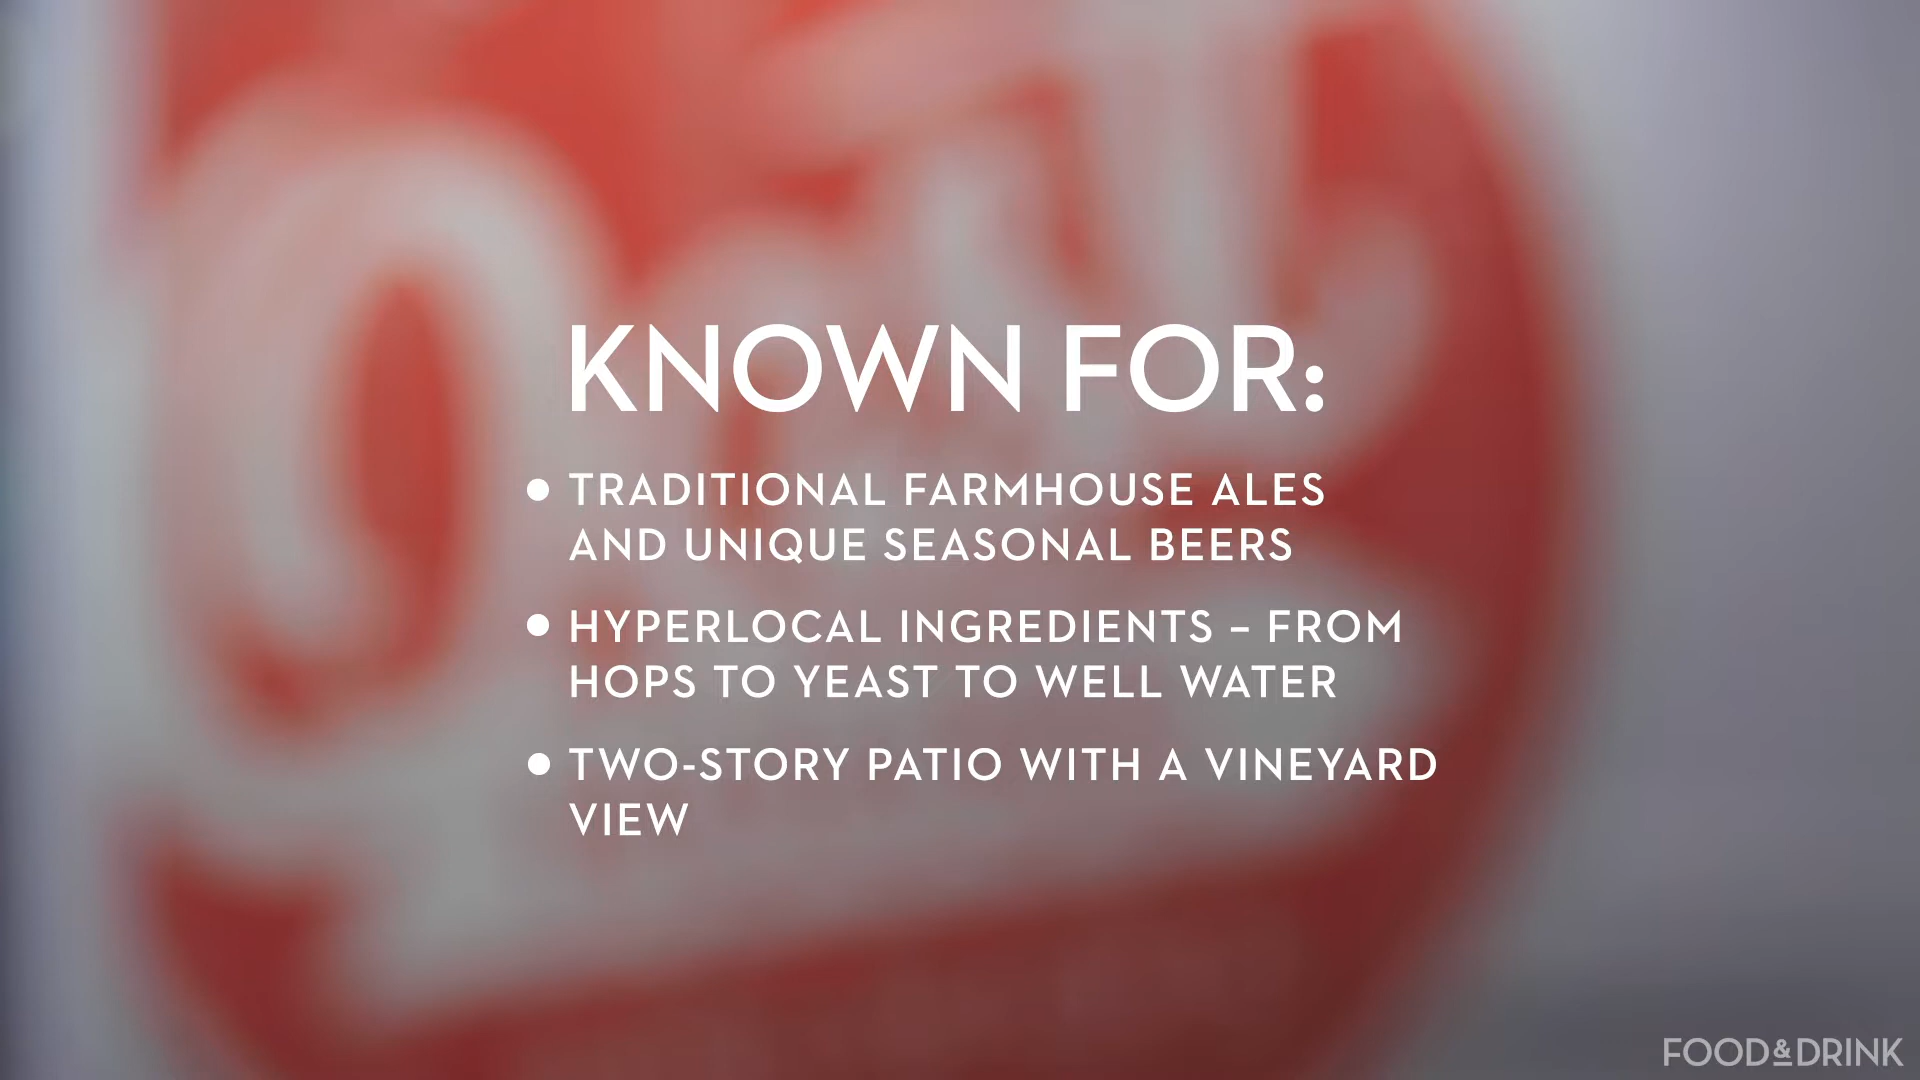 KNOWN FOR:
• TRADITIONAL FARMHOUSE ALES
AND UNIQUE SEASONAL BEERS
• HYPERLOCAL INGREDIENTS – FROM
HOPS TO YEAST TO WELL WATER
• TWO-STORY PATIO WITH A VINEYARD
VIEW
FOOD&DRINK